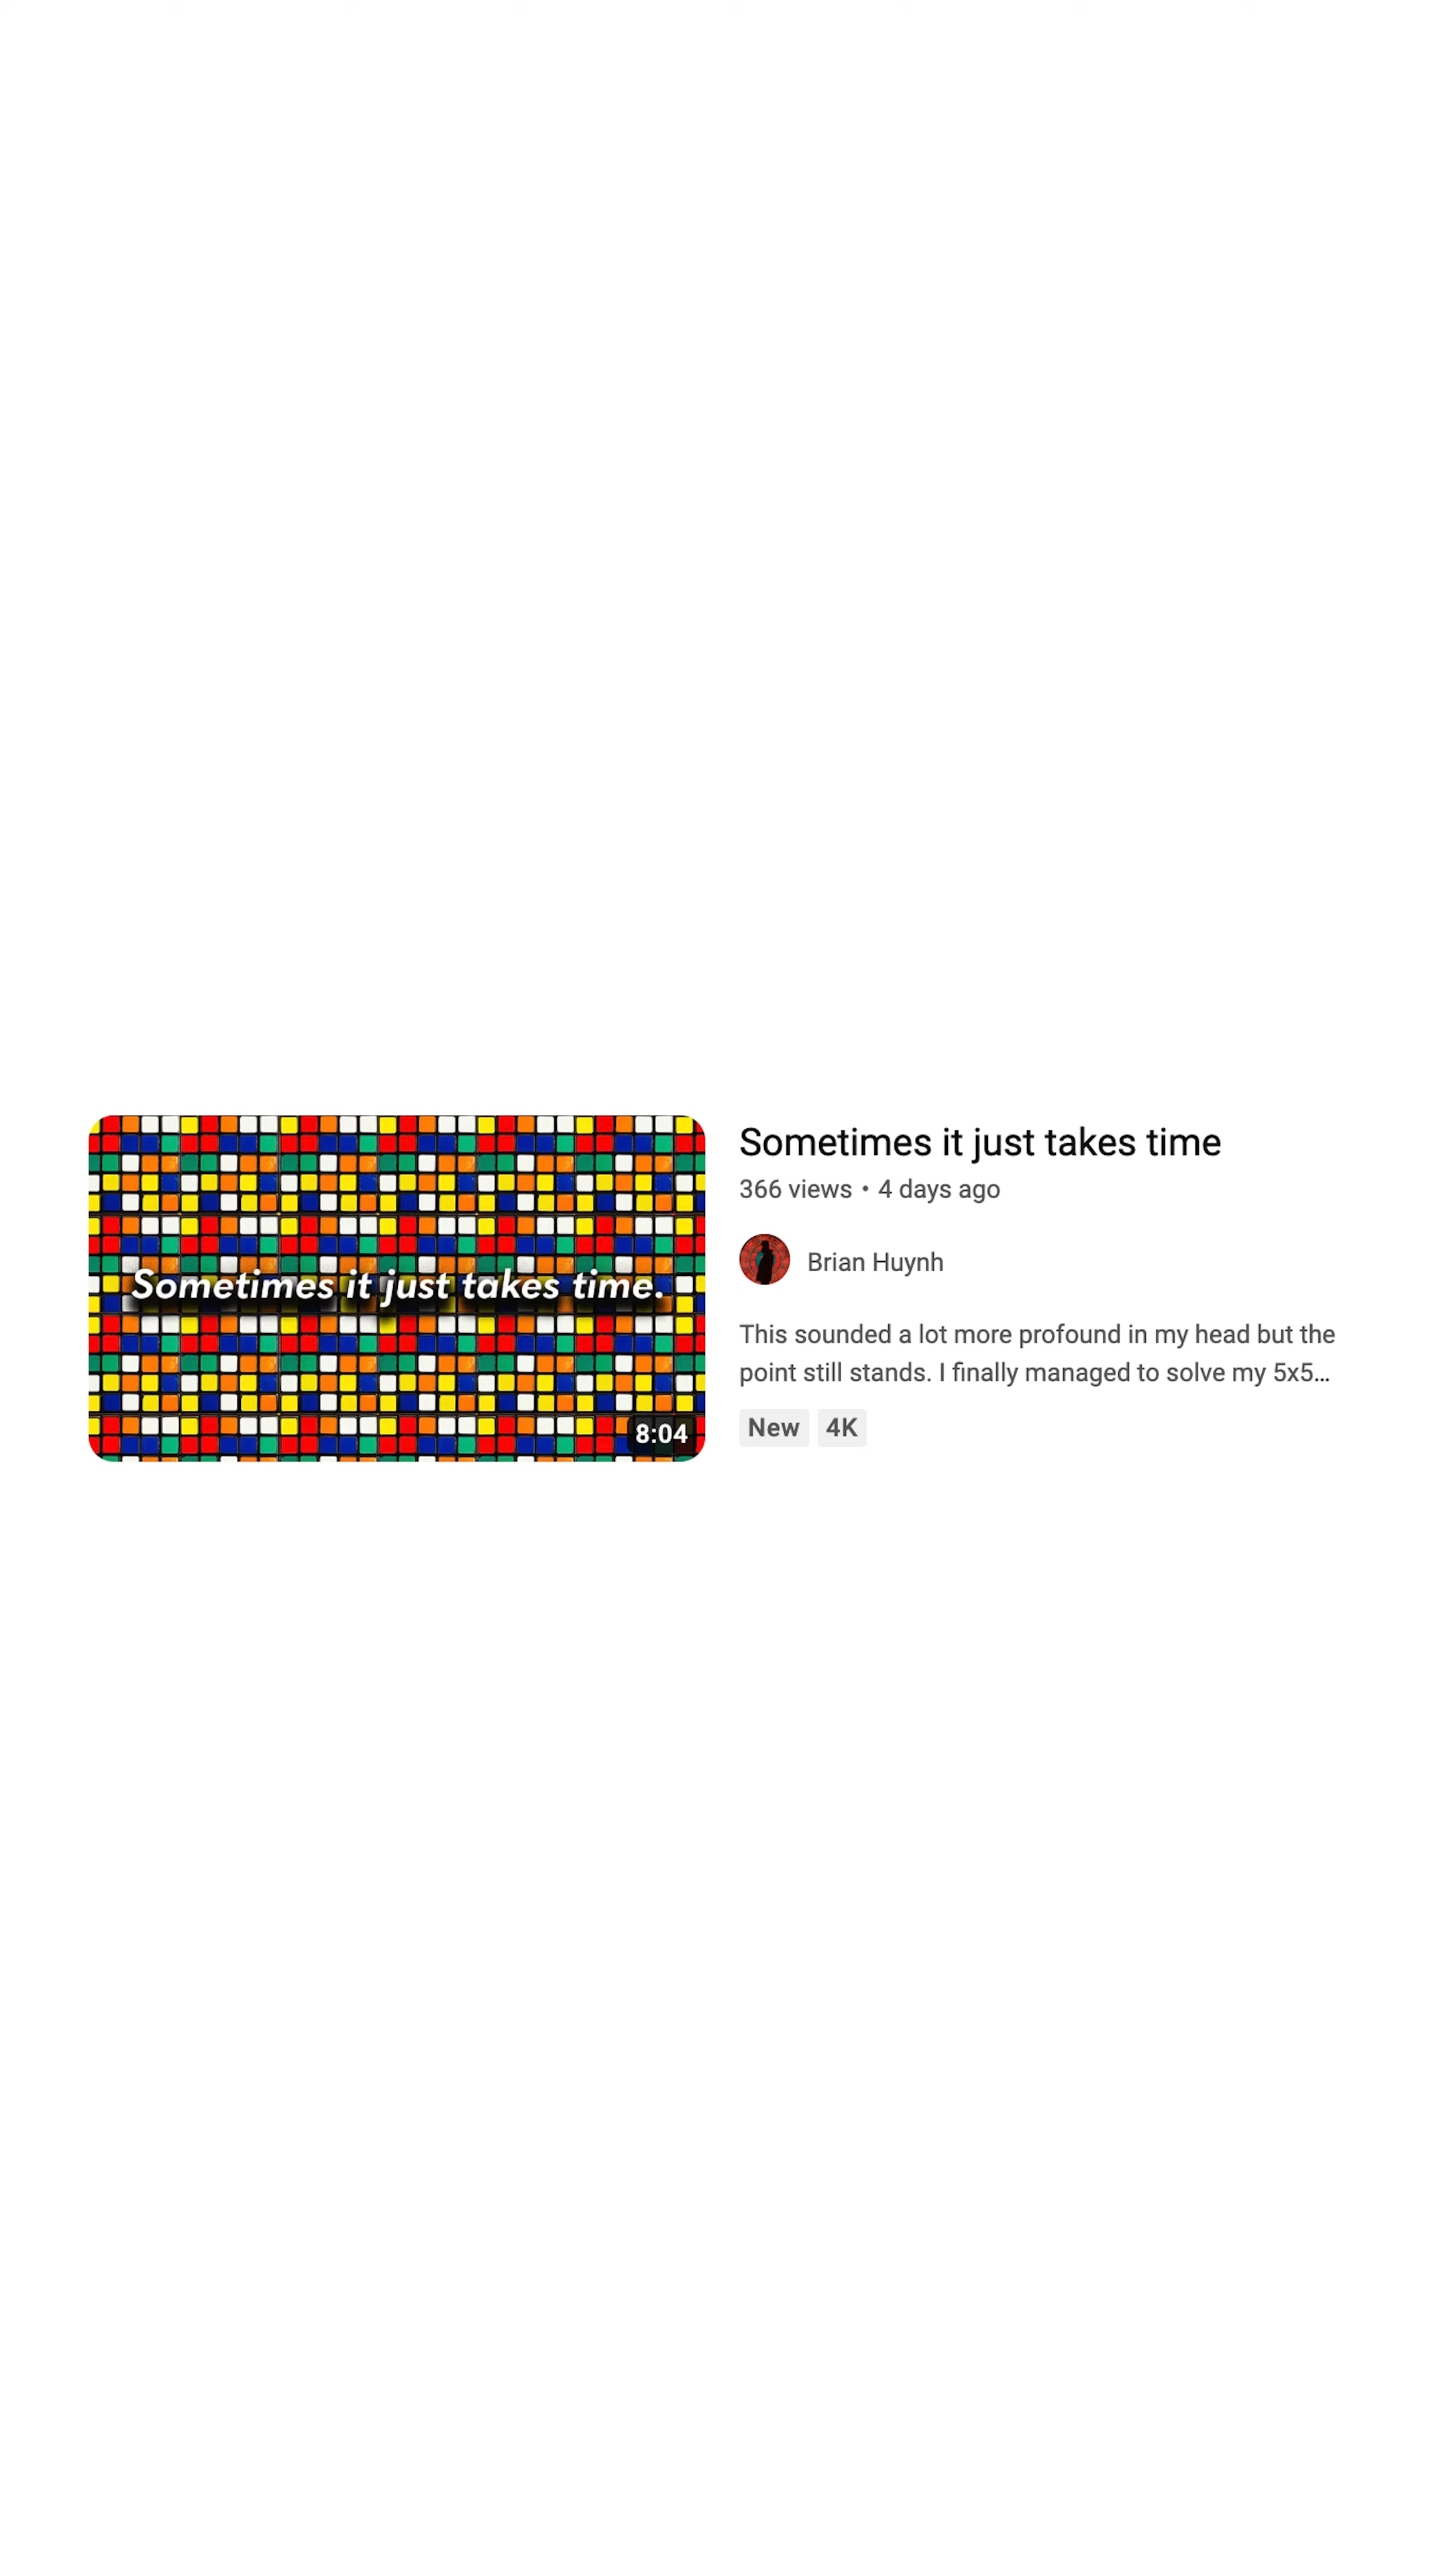 Sometimes it just takes time.
8:04
Sometimes it just takes time
366 views • 4 days ago
Brian Huynh
This sounded a lot more profound in my head but the
point still stands. I finally managed to solve my 5x5...
New 4K